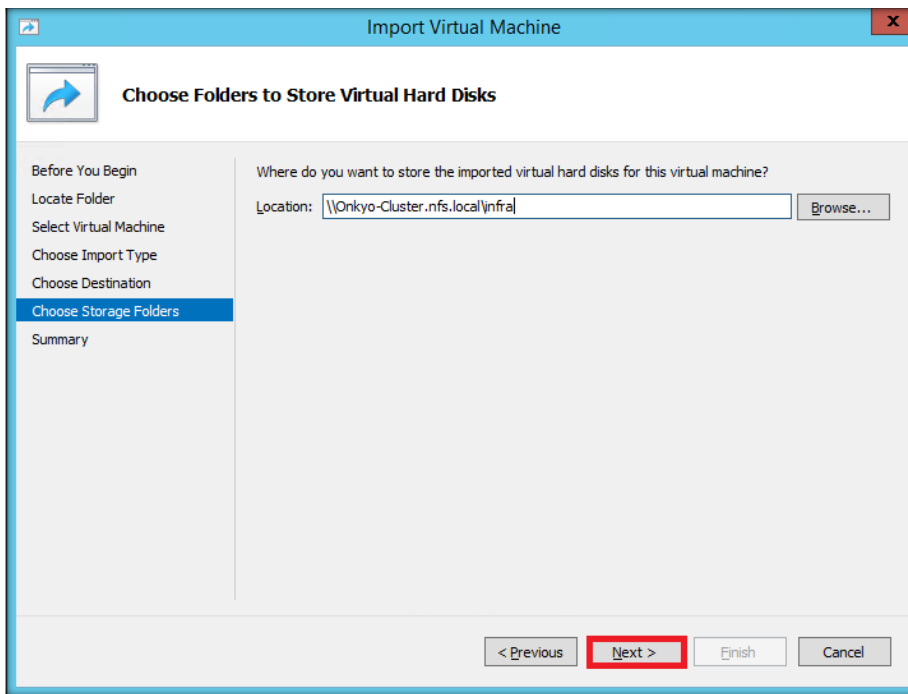 Import Virtual Machine
x
Choose Folders to Store Virtual Hard Disks
Before You Begin
Locate Folder
Select Virtual Machine
Choose Import Type
Choose Destination
Choose Storage Folders
Summary
Where do you want to store the imported virtual hard disks for this virtual machine?
Location: \\Onkyo-Cluster.nfs.local\infra Browse...
< Previous Next > Finish Cancel